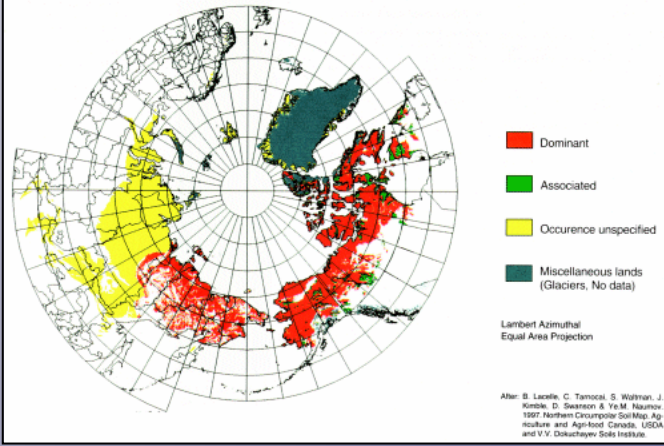 Dominant
Associated
Occurence unspecified
Miscellaneous lands
(Glaciers, No data)
Lambert Azimuthal
Equal Area Projection
After: B. Lacelle, C. Tarnocai, S. Waltman, J.
Kimble, D. Swanson & Ye.M. Naumov.
1997. Northern Circumpolar Soil Map. Ag-
riculture and Agri-food Canada, USDA
and V.V. Dokuchayev Soils Institute.